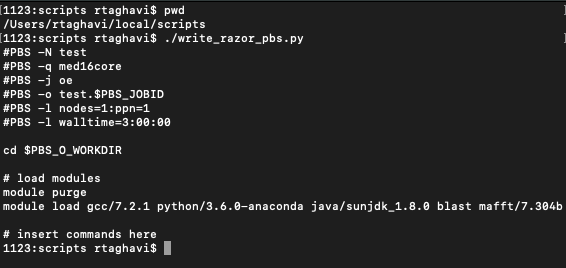 [1123:scripts rtaghavi$ pwd
/Users/rtaghavi/local/scripts
[1123:scripts rtaghavi$ ./write_razor_pbs.py
#PBS -N test
#PBS -q med16core
#PBS -j oe
#PBS -o test.$PBS_JOBID
#PBS -l nodes=1:ppn=1
#PBS -l walltime=3:00:00
cd $PBS_O_WORKDIR
# load modules
module purge
module load gcc/7.2.1 python/3.6.0-anaconda java/sunjdk_1.8.0 blast mafft/7.304b
# insert commands here
1123:scripts rtaghavi$